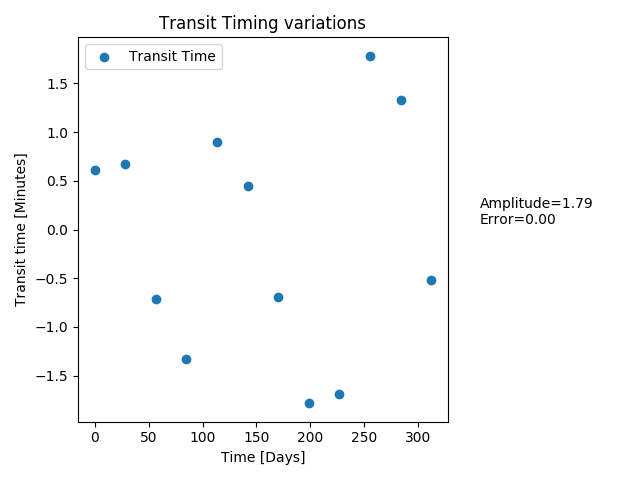 Transit Timing variations
Transit Time
1.5
1.0
0.5
0.0
−0.5
−1.0
−1.5
Transit time [Minutes]
Amplitude=1.79
Error=0.00
0 50 100 150 200 250 300
Time [Days]